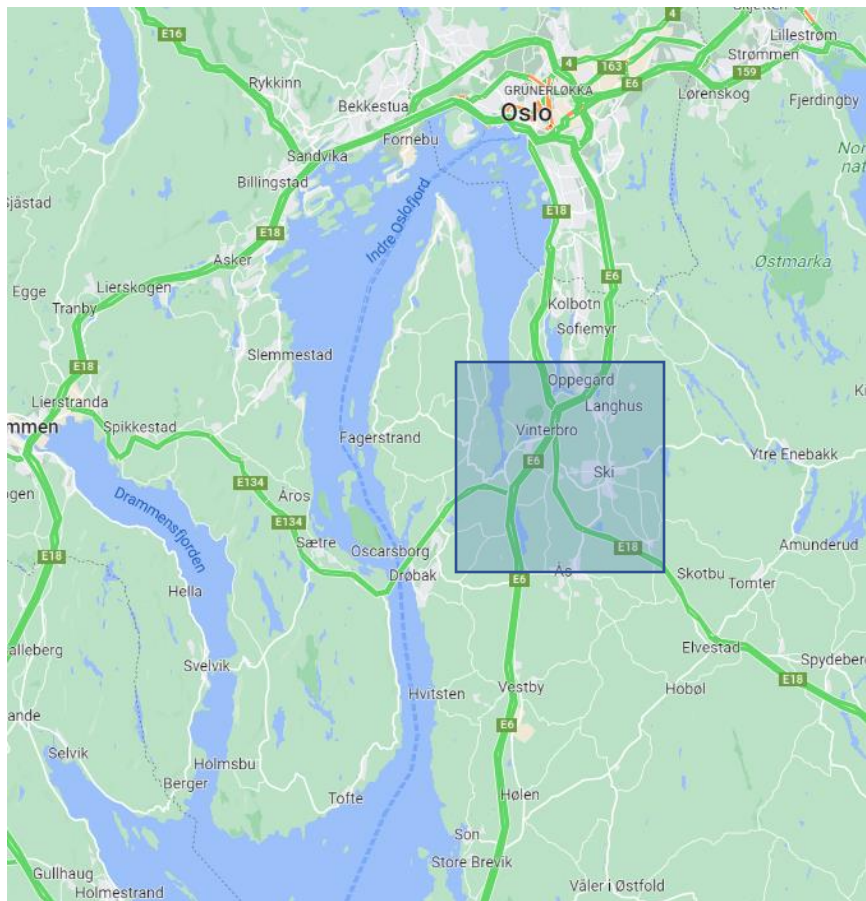 E16
4
Skjetten
Lillestrøm
Rykkinn
4
163
Strømmen
GRÜNERLØKKA
E6
159
Bekkestua
Oslo
Lørenskog
Fjerdingby
Fornebu
Sandvika
Billingstad
Indre Oslofjord
E18
E18
Asker
Østmarka
E6
Egge
Lierskogen
Tranby
Kolbotn
Sofiemyr
Slemmestad
E18
Oppegård
Lierstranda
Langhus
mmen
Spikkestad
Fagerstrand
Vinterbro
Ytre Enebakk
E6
Ski
E134
Drammensfjorden
Åros
E134
Sætre
Oscarsborg
E18
Amunderud
E18
Drøbak
E6
Ås
Skotbu
Tomter
Hella
Elvestad
alleberg
Svelvik
Spydeberg
E18
Hvitsten
Vestby
Hobøl
ande
E6
Selvik
Holmsbu
Berger
Tofte
Hølen
Son
Store Brevik
Gullhaug
Holmestrand
Våler i Østfold